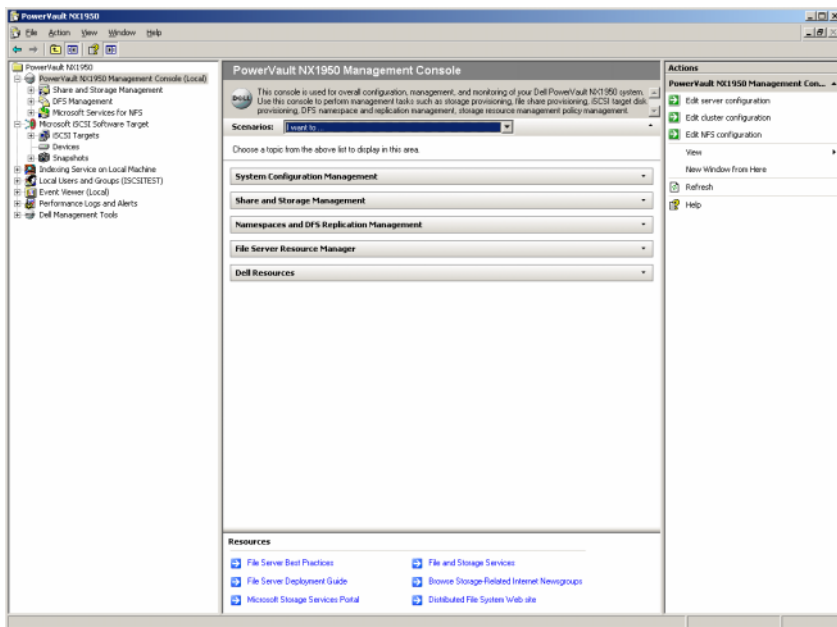 PowerVault NX1950
File Action View Window Help
PowerVault NX1950
PowerVault NX1950 Management Console (Local)
Share and Storage Management
DFS Management
Microsoft Services for NFS
Microsoft iSCSI Software Target
iSCSI Targets
Devices
Snapshots
Indexing Service on Local Machine
Local Users and Groups (ISCSITEST)
Event Viewer (Local)
Performance Logs and Alerts
Dell Management Tools
PowerVault NX1950 Management Console
DELL
This console is used for overall configuration, management, and monitoring of your Dell PowerVault NX1950 system.
Use this console to perform management tasks such as storage provisioning, file share provisioning, iSCSI target disk
provisioning, DFS namespace and replication management, storage resource management policy management.
Scenarios: I want to...
Choose a topic from the above list to display in this area.
System Configuration Management
Share and Storage Management
Namespaces and DFS Replication Management
File Server Resource Manager
Dell Resources
Resources
File Server Best Practices
File and Storage Services
File Server Deployment Guide
Browse Storage-Related Internet Newsgroups
Microsoft Storage Services Portal
Distributed File System Web site
Actions
PowerVault NX1950 Management Con...
Edit server configuration
Edit cluster configuration
Edit NFS configuration
View
New Window from Here
Refresh
Help